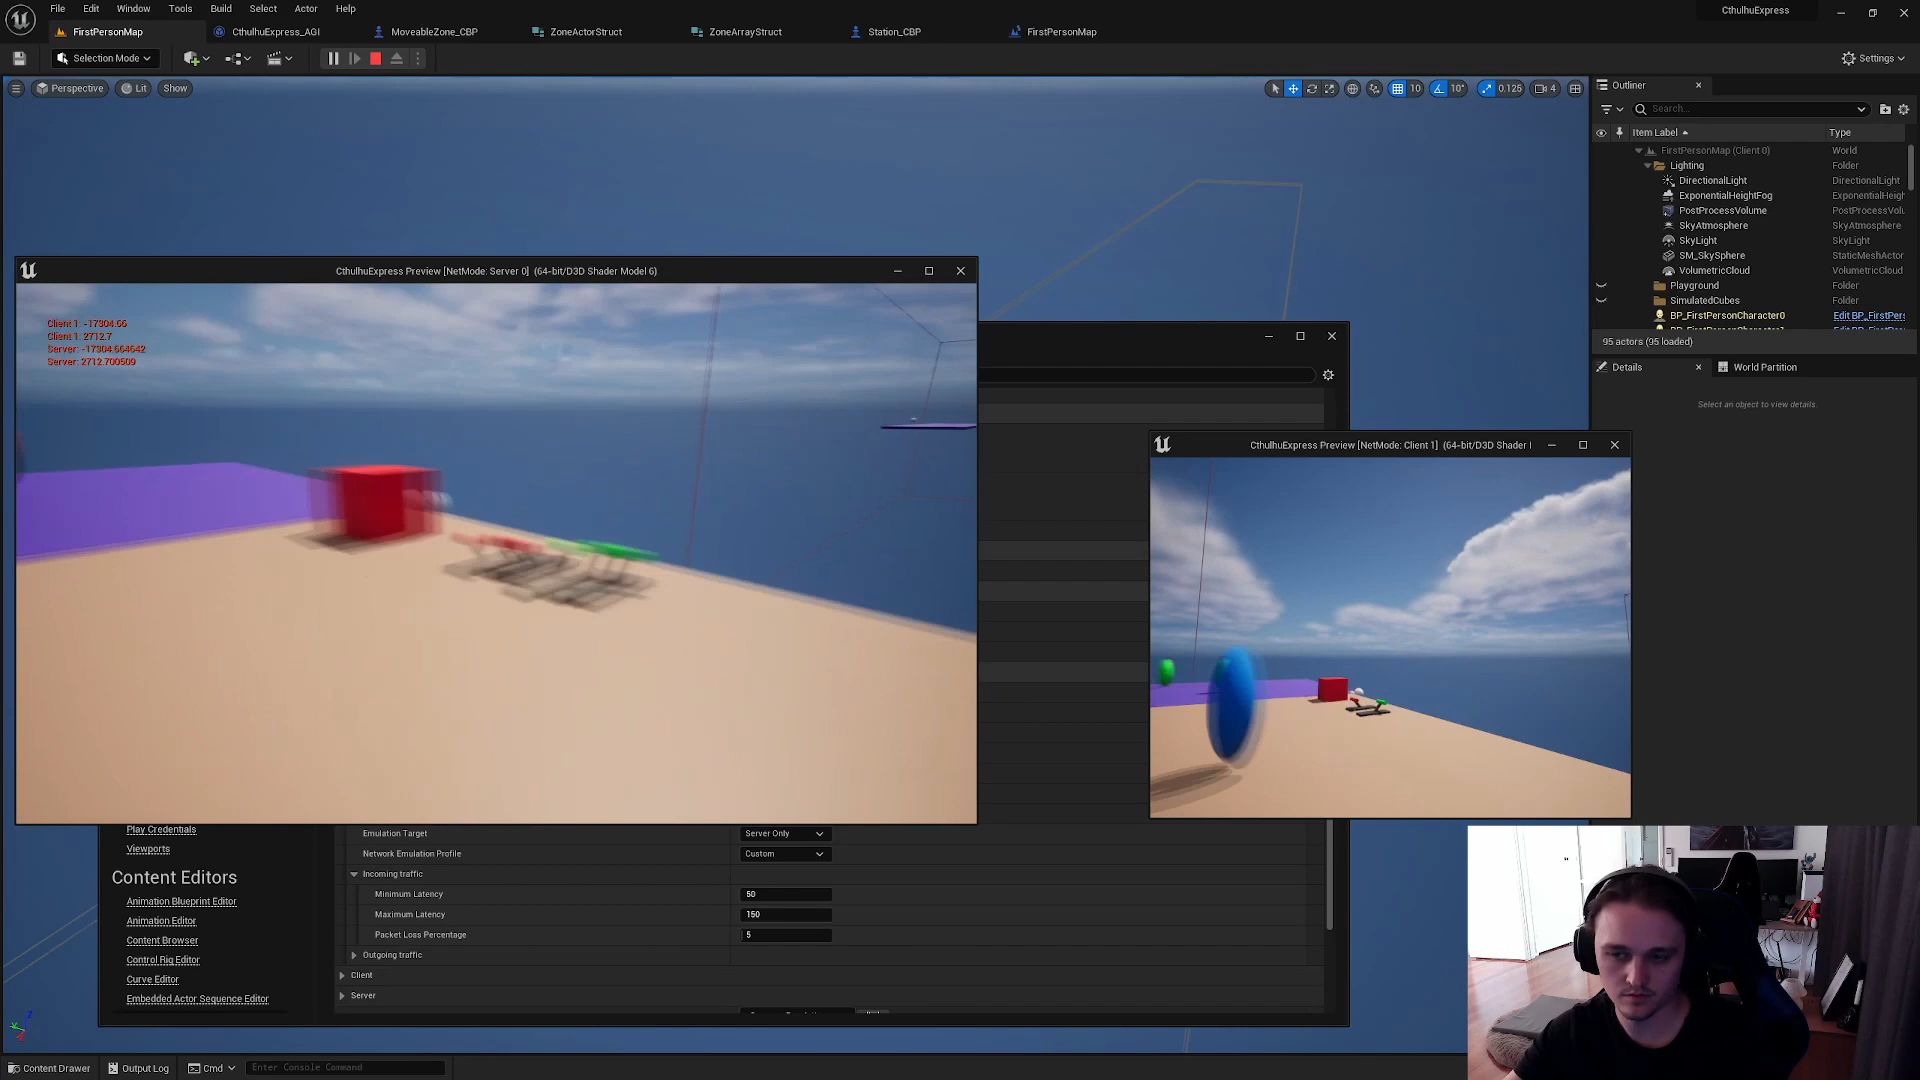 File Edit Window Tools Build Select Actor Help
CthulhuExpress
FirstPersonMap
CthulhuExpress_AGI
MoveableZone_CBP
ZoneActorStruct
ZoneArrayStruct
Station_CBP
FirstPersonMap
Selection Mode
Settings
Perspective
Lit
Show
10
10°
0.125
4
Outliner
Search...
Item Label
Type
FirstPersonMap (Client 0)
World
Lighting
Folder
DirectionalLight
DirectionalLight
ExponentialHeightFog
ExponentialHeigh
PostProcessVolume
PostProcessVolu
SkyAtmosphere
SkyAtmosphere
SkyLight
SkyLight
SM_SkySphere
StaticMeshActor
VolumetricCloud
VolumetricCloud
Playground
Folder
SimulatedCubes
Folder
BP_FirstPersonCharacter0
Edit BP_FirstPers
95 actors (95 loaded)
Details
World Partition
Select an object to view details.
CthulhuExpress Preview [NetMode: Server 0] (64-bit/D3D Shader Model 6)
Client 1: -17304.66
Client 1: 2712.7
Server: -17304.664642
Server: 2712.700509
CthulhuExpress Preview [NetMode: Client 1] (64-bit/D3D Shader
Play Credentials
Viewports
Content Editors
Animation Blueprint Editor
Animation Editor
Content Browser
Control Rig Editor
Curve Editor
Embedded Actor Sequence Editor
Emulation Target
Server Only
Network Emulation Profile
Custom
Incoming traffic
Minimum Latency
50
Maximum Latency
150
Packet Loss Percentage
5
Outgoing traffic
Client
Server
Content Drawer
Output Log
Cmd
Enter Console Command